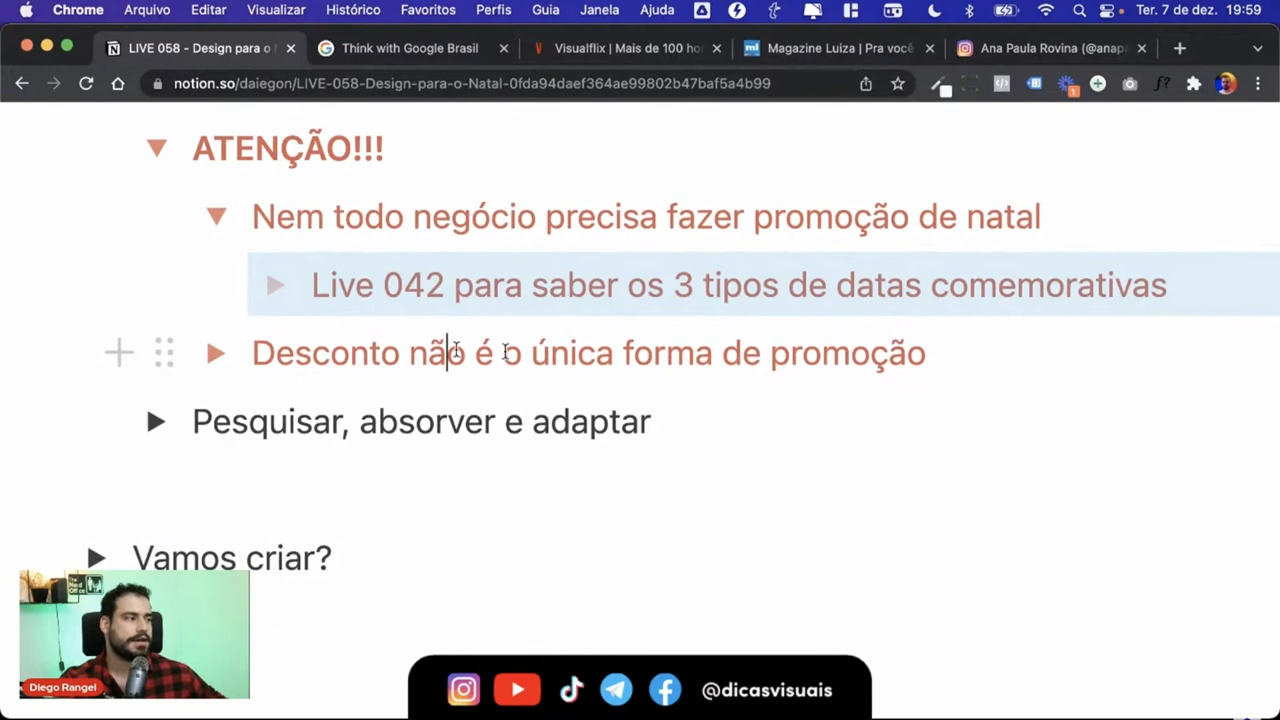 Chrome Arquivo Editar Visualizar Histórico Favoritos Perfis Guia Janela Ajuda Ter. 7 de dez. 19:59
LIVE 058 - Design para o Think with Google Brasil Visualflix | Mais de 100 ho Magazine Luiza | Pra você Ana Paula Rovina (@anap
notion.so/daiegon/LIVE-058-Design-para-o-Natal-0fda94daef364ae99802b47baf5a4b99
ATENÇÃO!!!
Nem todo negócio precisa fazer promoção de natal
Live 042 para saber os 3 tipos de datas comemorativas
Desconto não é o única forma de promoção
Pesquisar, absorver e adaptar
Vamos criar?
Diego Rangel
@dicasvisuais